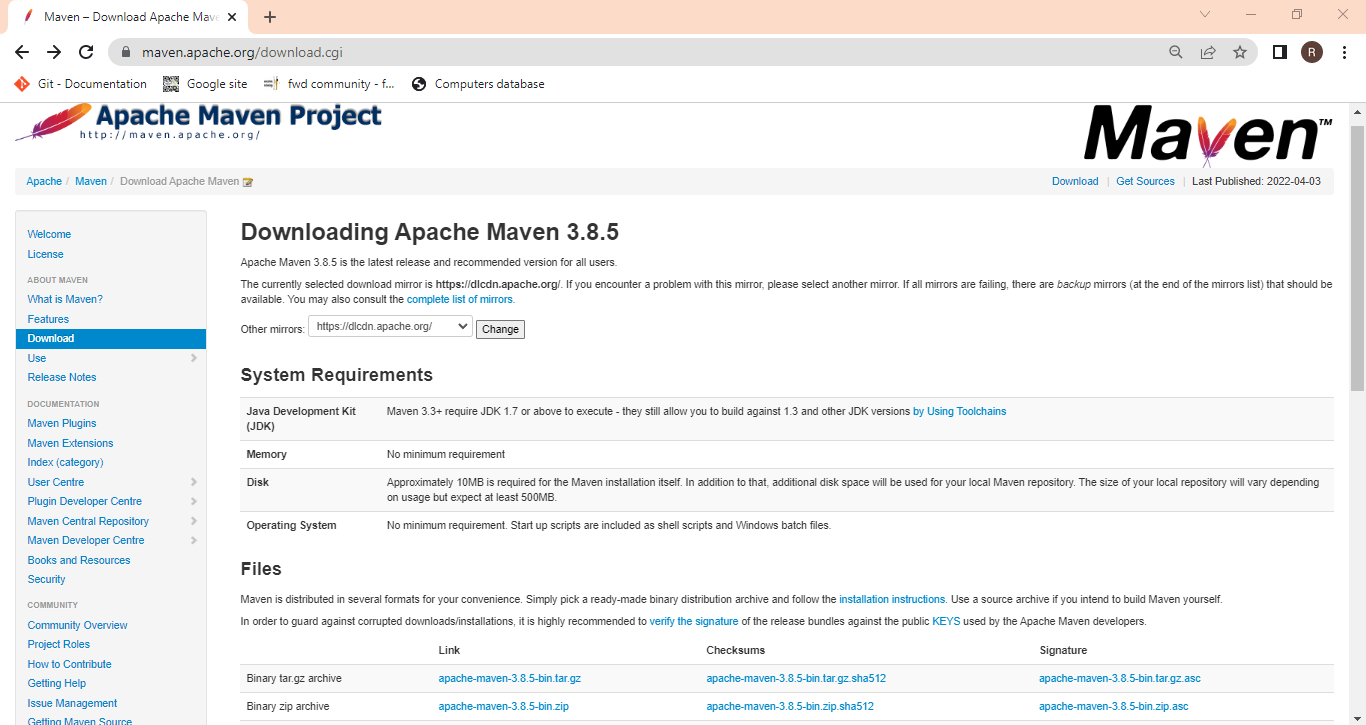 Maven – Download Apache Mave
maven.apache.org/download.cgi
R
Git - Documentation
Google site
fwd community - f...
Computers database
Apache Maven Project
http://maven.apache.org/
Maven™
Apache / Maven / Download Apache Maven
Download | Get Sources | Last Published: 2022-04-03
Welcome
License
ABOUT MAVEN
What is Maven?
Features
Download
Use
Release Notes
DOCUMENTATION
Maven Plugins
Maven Extensions
Index (category)
User Centre
Plugin Developer Centre
Maven Central Repository
Maven Developer Centre
Books and Resources
Security
COMMUNITY
Community Overview
Project Roles
How to Contribute
Getting Help
Issue Management
Getting Maven Source
Downloading Apache Maven 3.8.5
Apache Maven 3.8.5 is the latest release and recommended version for all users.
The currently selected download mirror is https://dlcdn.apache.org/. If you encounter a problem with this mirror, please select another mirror. If all mirrors are failing, there are backup mirrors (at the end of the mirrors list) that should be
available. You may also consult the complete list of mirrors.
Other mirrors: https://dlcdn.apache.org/ Change
System Requirements
Java Development Kit Maven 3.3+ require JDK 1.7 or above to execute - they still allow you to build against 1.3 and other JDK versions by Using Toolchains
(JDK)
Memory No minimum requirement
Disk Approximately 10MB is required for the Maven installation itself. In addition to that, additional disk space will be used for your local Maven repository. The size of your local repository will vary depending
on usage but expect at least 500MB.
Operating System No minimum requirement. Start up scripts are included as shell scripts and Windows batch files.
Files
Maven is distributed in several formats for your convenience. Simply pick a ready-made binary distribution archive and follow the installation instructions. Use a source archive if you intend to build Maven yourself.
In order to guard against corrupted downloads/installations, it is highly recommended to verify the signature of the release bundles against the public KEYS used by the Apache Maven developers.
Link Checksums Signature
Binary tar.gz archive apache-maven-3.8.5-bin.tar.gz apache-maven-3.8.5-bin.tar.gz.sha512 apache-maven-3.8.5-bin.tar.gz.asc
Binary zip archive apache-maven-3.8.5-bin.zip apache-maven-3.8.5-bin.zip.sha512 apache-maven-3.8.5-bin.zip.asc